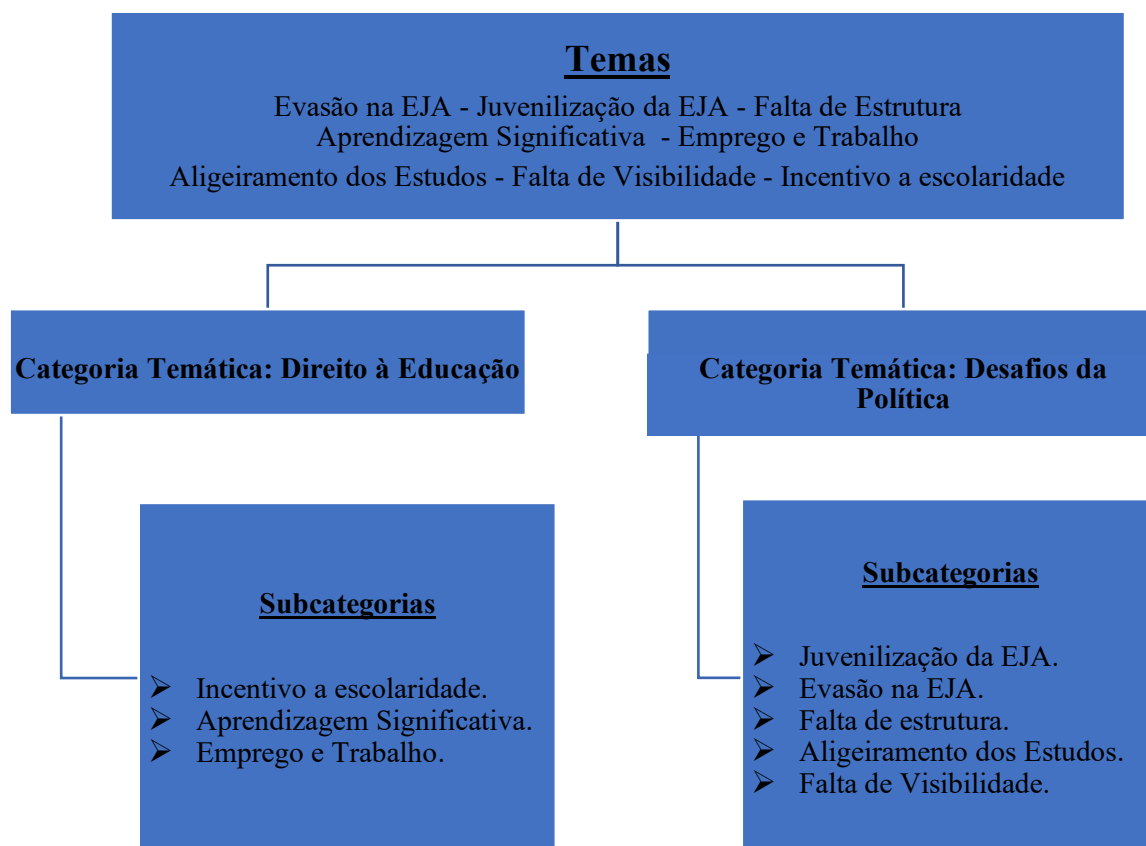 Temas
Evasão na EJA - Juvenilização da EJA - Falta de Estrutura
Aprendizagem Significativa - Emprego e Trabalho
Aligeiramento dos Estudos - Falta de Visibilidade - Incentivo a escolaridade
Categoria Temática: Direito à Educação
Categoria Temática: Desafios da
Política
Subcategorias
➢ Incentivo a escolaridade.
➢ Aprendizagem Significativa.
➢ Emprego e Trabalho.
Subcategorias
➢ Juvenilização da EJA.
➢ Evasão na EJA.
➢ Falta de estrutura.
➢ Aligeiramento dos Estudos.
➢ Falta de Visibilidade.